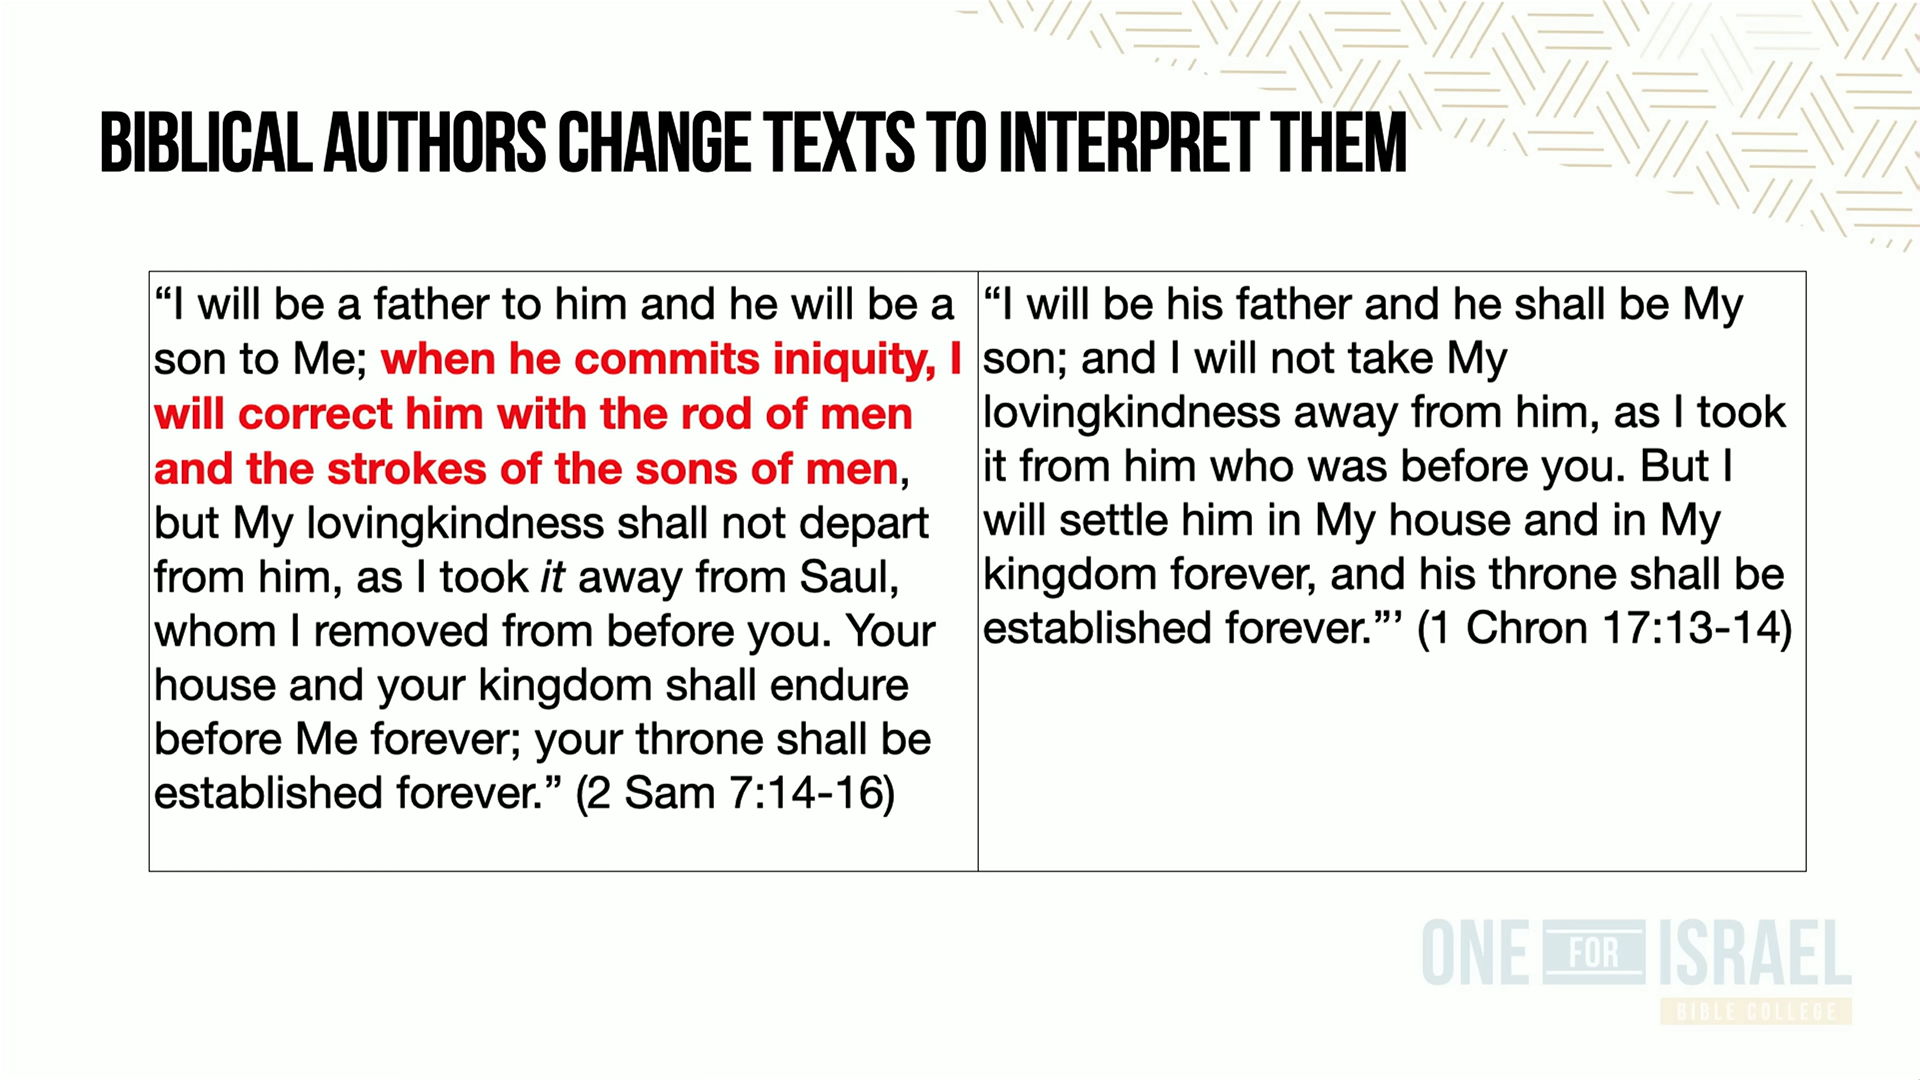 BIBLICAL AUTHORS CHANGE TEXTS TO INTERPRET THEM
“I will be a father to him and he will be a
son to Me; when he commits iniquity, I
will correct him with the rod of men
and the strokes of the sons of men,
but My lovingkindness shall not depart
from him, as I took it away from Saul,
whom I removed from before you. Your
house and your kingdom shall endure
before Me forever; your throne shall be
established forever.” (2 Sam 7:14-16)
“I will be his father and he shall be My
son; and I will not take My
lovingkindness away from him, as I took
it from him who was before you. But I
will settle him in My house and in My
kingdom forever, and his throne shall be
established forever.”’ (1 Chron 17:13-14)
ONE FOR ISRAEL
BIBLE COLLEGE